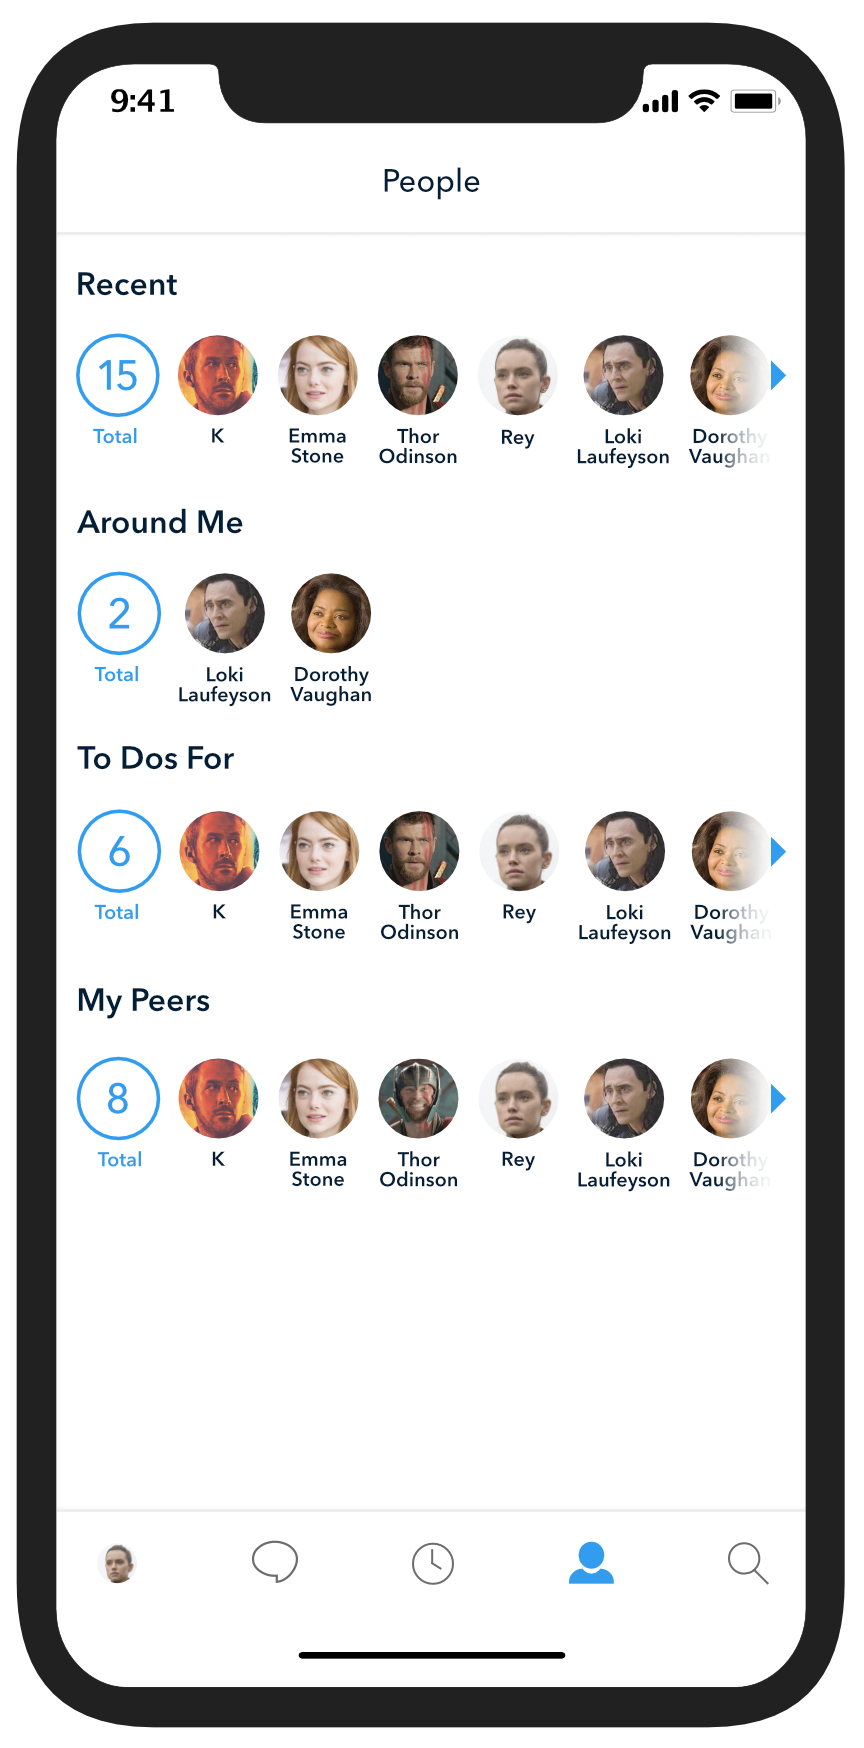 9:41
People
Recent
15
Total
K
Emma
Stone
Thor
Odinson
Rey
Loki
Laufeyson
Dorothy
Vaughan
Around Me
2
Total
Loki
Laufeyson
Dorothy
Vaughan
To Dos For
6
Total
K
Emma
Stone
Thor
Odinson
Rey
Loki
Laufeyson
Dorothy
Vaughan
My Peers
8
Total
K
Emma
Stone
Thor
Odinson
Rey
Loki
Laufeyson
Dorothy
Vaughan